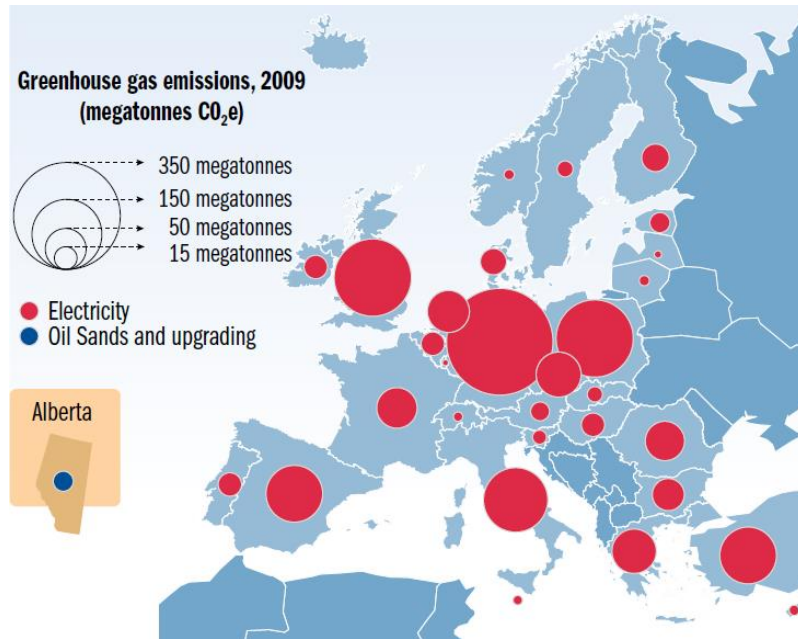 Greenhouse gas emissions, 2009
(megatonnes CO₂e)
350 megatonnes
150 megatonnes
50 megatonnes
15 megatonnes
Electricity
Oil Sands and upgrading
Alberta